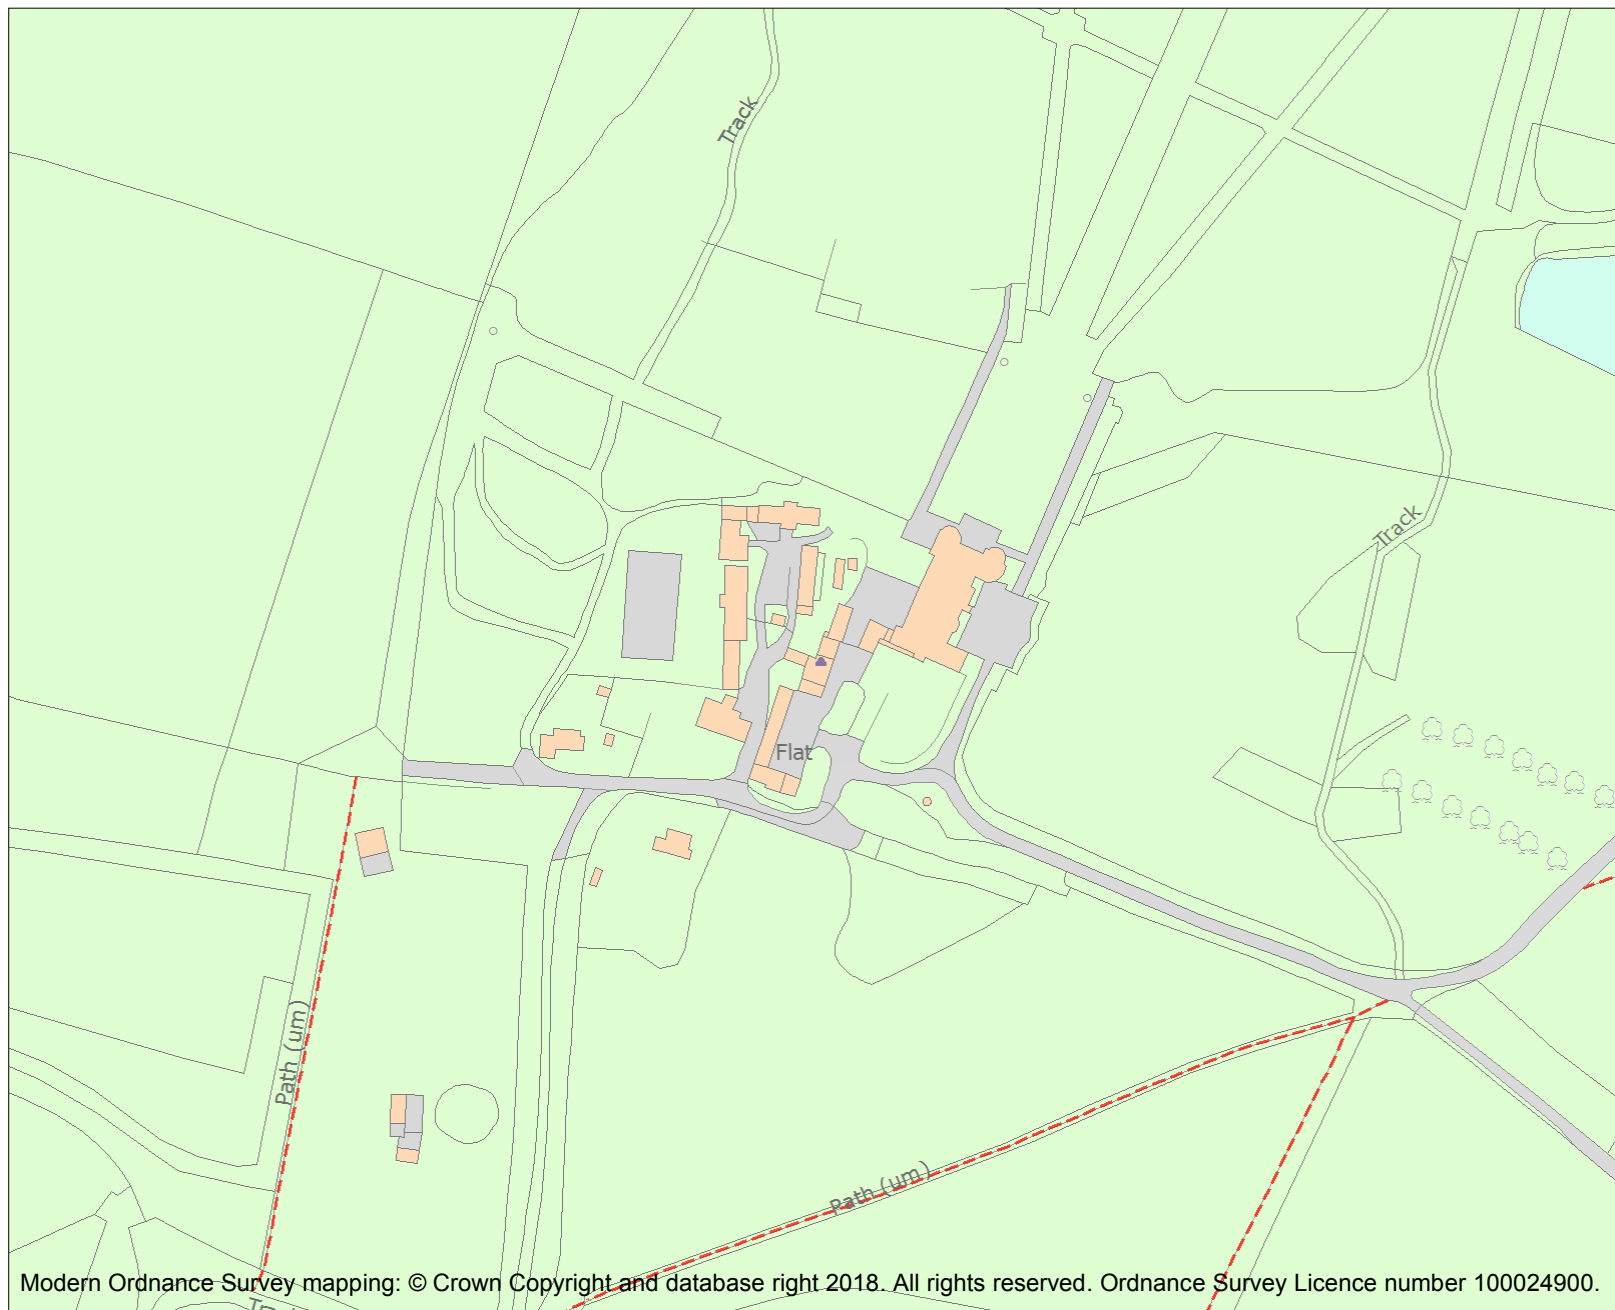 Track
Track
Flat
Path (um)
Path (um)
Modern Ordnance Survey mapping: © Crown Copyright and database right 2018. All rights reserved. Ordnance Survey Licence number 100024900.